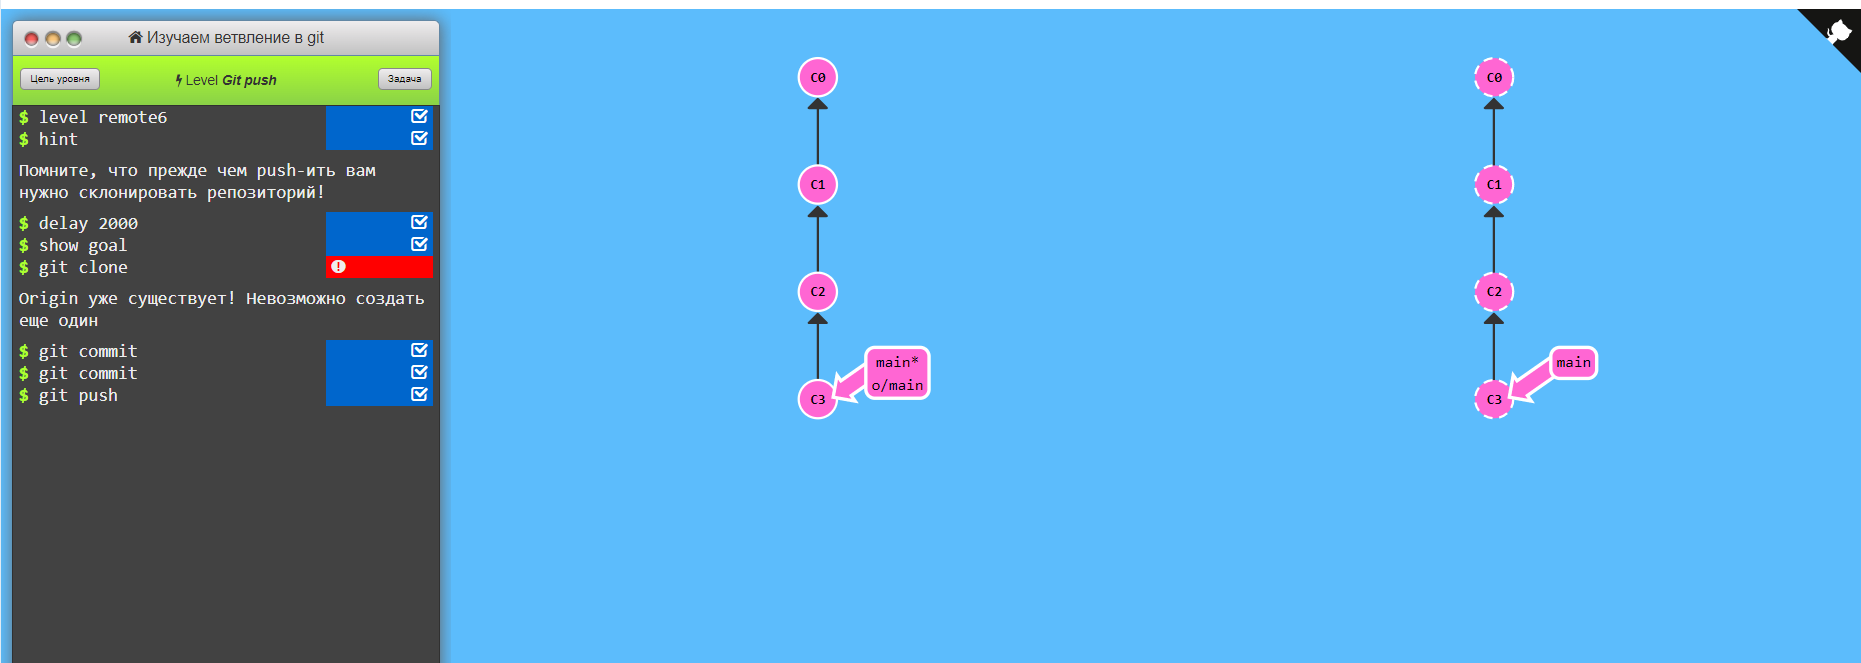 Изучаем ветвление в git
Цель уровня
Level Git push
Задача
$ level remote6
$ hint
Помните, что прежде чем push-ить вам
нужно склонировать репозиторий!
$ delay 2000
$ show goal
$ git clone
Origin уже существует! Невозможно создать
еще один
$ git commit
$ git commit
$ git push
C0
C1
C2
C3
main*
o/main
C0
C1
C2
C3
main